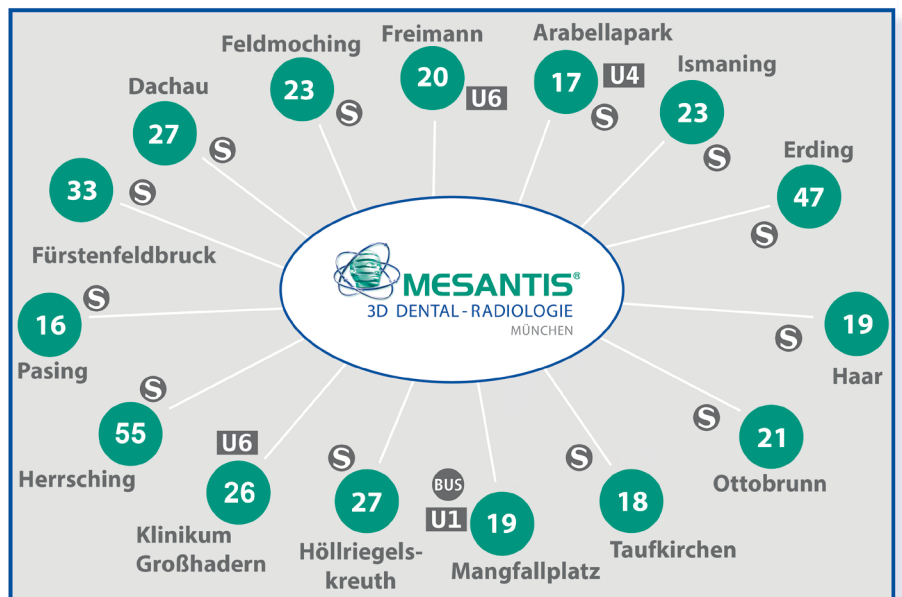 Feldmoching
23
S
Freimann
20
U6
Arabellapark
17
U4
S
Ismaning
23
S
Dachau
27
S
Erding
47
S
33
S
Fürstenfeldbruck
MESANTIS®
3D DENTAL-RADIOLOGIE
MÜNCHEN
S
16
Pasing
19
S
Haar
S
55
Herrsching
S
21
Ottobrunn
U6
26
Klinikum
Großhadern
S
27
Höllriegels-
kreuth
BUS
U1
19
Mangfallplatz
S
18
Taufkirchen